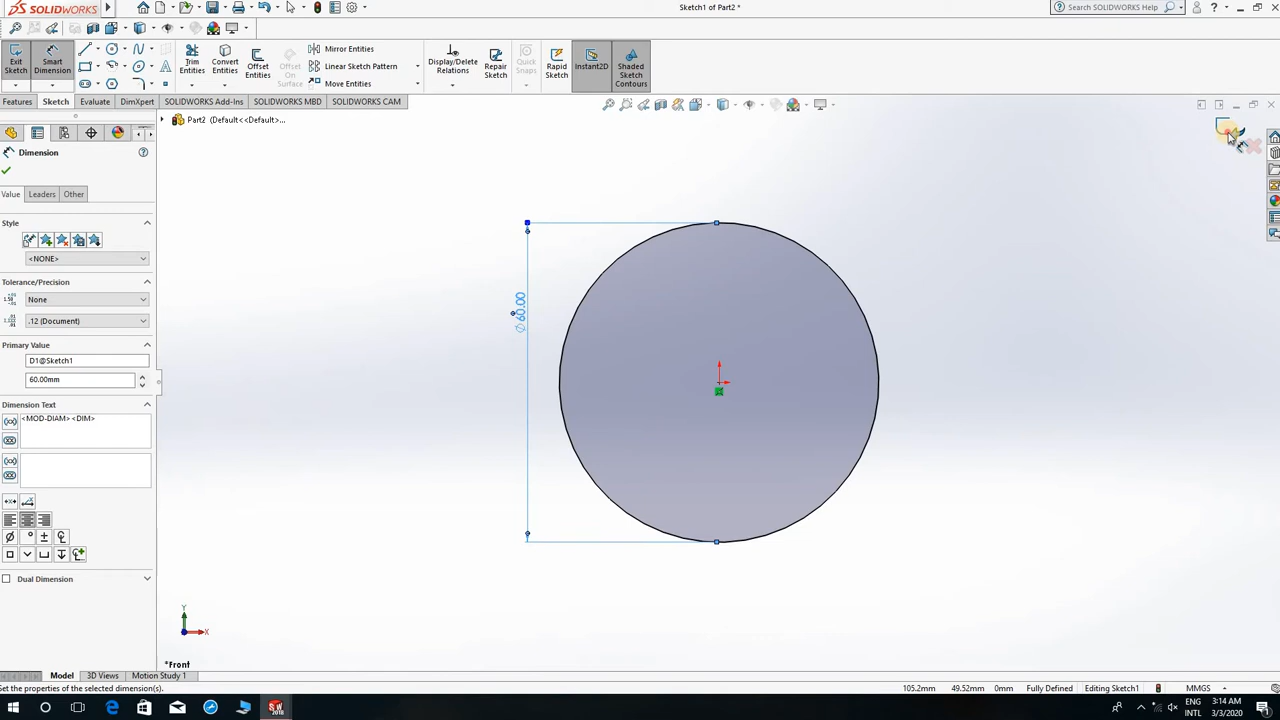 SOLIDWORKS
Sketch1 of Part2 *
Search SOLIDWORKS Help
Exit Sketch
Smart Dimension
Trim Entities
Convert Entities
Offset Entities
Offset On Surface
Mirror Entities
Linear Sketch Pattern
Move Entities
Display/Delete Relations
Repair Sketch
Quick Snaps
Rapid Sketch
Instant2D
Shaded Sketch Contours
Features Sketch Evaluate DimXpert SOLIDWORKS Add-Ins SOLIDWORKS MBD SOLIDWORKS CAM
Part2 (Default<<Default>...
Dimension
Value Leaders Other
Style
<NONE>
Tolerance/Precision
None
.12 (Document)
Primary Value
D1@Sketch1
60.00mm
Dimension Text
<MOD-DIAM><DIM>
Dual Dimension
∅ 60.00
Y
X
*Front
Model 3D Views Motion Study 1
Set the properties of the selected dimension(s).
105.2mm 49.52mm 0mm Fully Defined Editing Sketch1 MMGS
ENG
INTL
3:14 AM
3/3/2020